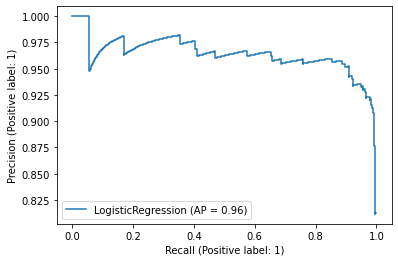 1.000
0.975
0.950
0.925
0.900
0.875
0.850
0.825
Precision (Positive label: 1)
LogisticRegression (AP = 0.96)
0.0 0.2 0.4 0.6 0.8 1.0
Recall (Positive label: 1)